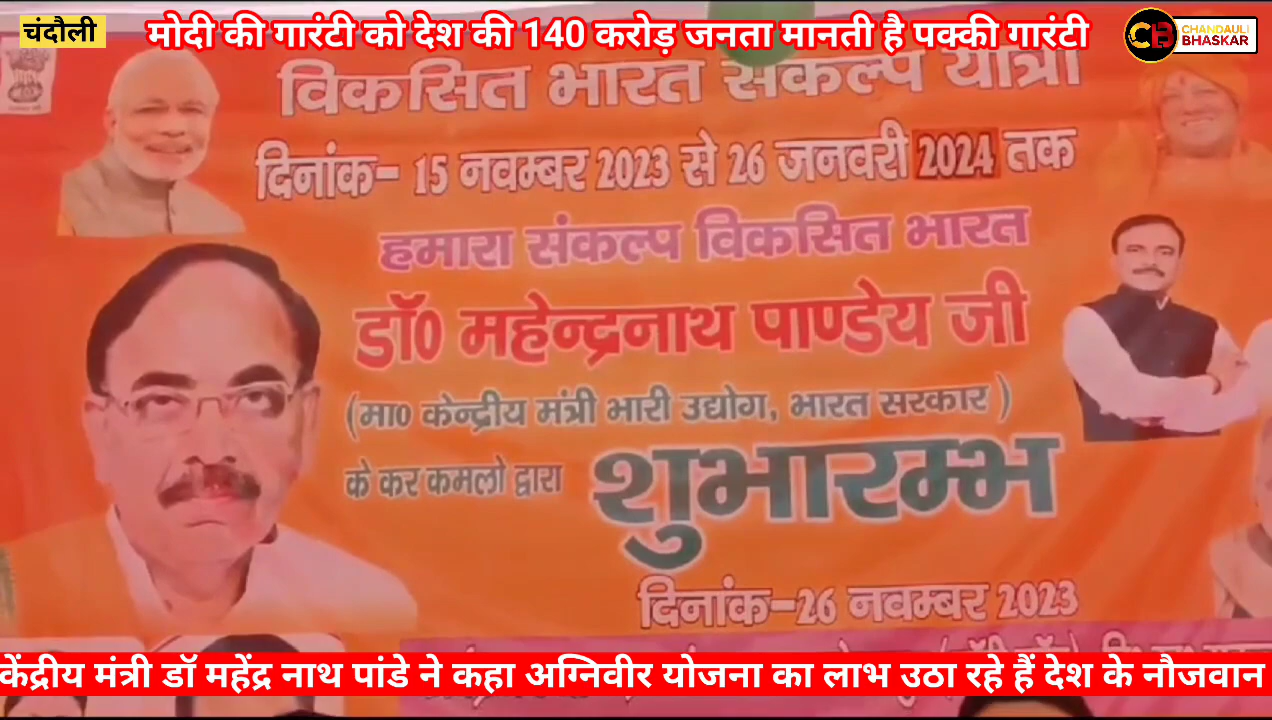 चंदौली
मोदी की गारंटी को देश की 140 करोड़ जनता मानती है पक्की गारंटी
CHANDAULI
BHASKAR
विकसित भारत संकल्प यात्रा
दिनांक- 15 नवम्बर 2023 से 26 जनवरी 2024 तक
हमारा संकल्प विकसित भारत
डॉ0 महेन्द्रनाथ पाण्डेय जी
(मा0 केन्द्रीय मंत्री भारी उद्योग, भारत सरकार)
के कर कमलो द्वारा शुभारम्भ
दिनांक-26 नवम्बर 2023
केंद्रीय मंत्री डॉ महेंद्र नाथ पांडे ने कहा अग्निवीर योजना का लाभ उठा रहे हैं देश के नौजवान